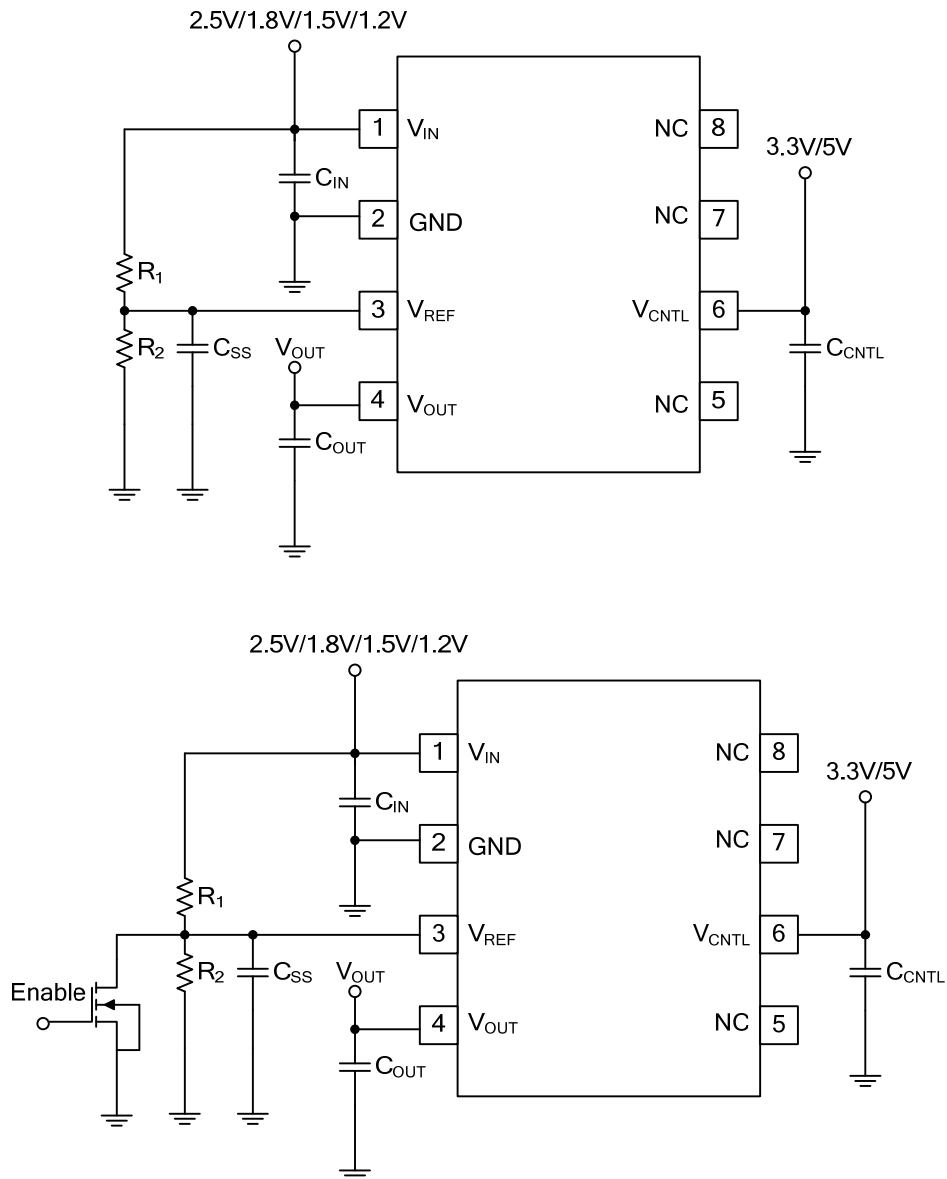 2.5V/1.8V/1.5V/1.2V
1 VIN NC 8
3.3V/5V
CIN
2 GND NC 7
R1
3 VREF VCNTL 6
R2 CSS VOUT CCNTL
4 VOUT NC 5
COUT
2.5V/1.8V/1.5V/1.2V
1 VIN NC 8
3.3V/5V
CIN
2 GND NC 7
R1
3 VREF VCNTL 6
R2 CSS VOUT CCNTL
Enable
4 VOUT NC 5
COUT